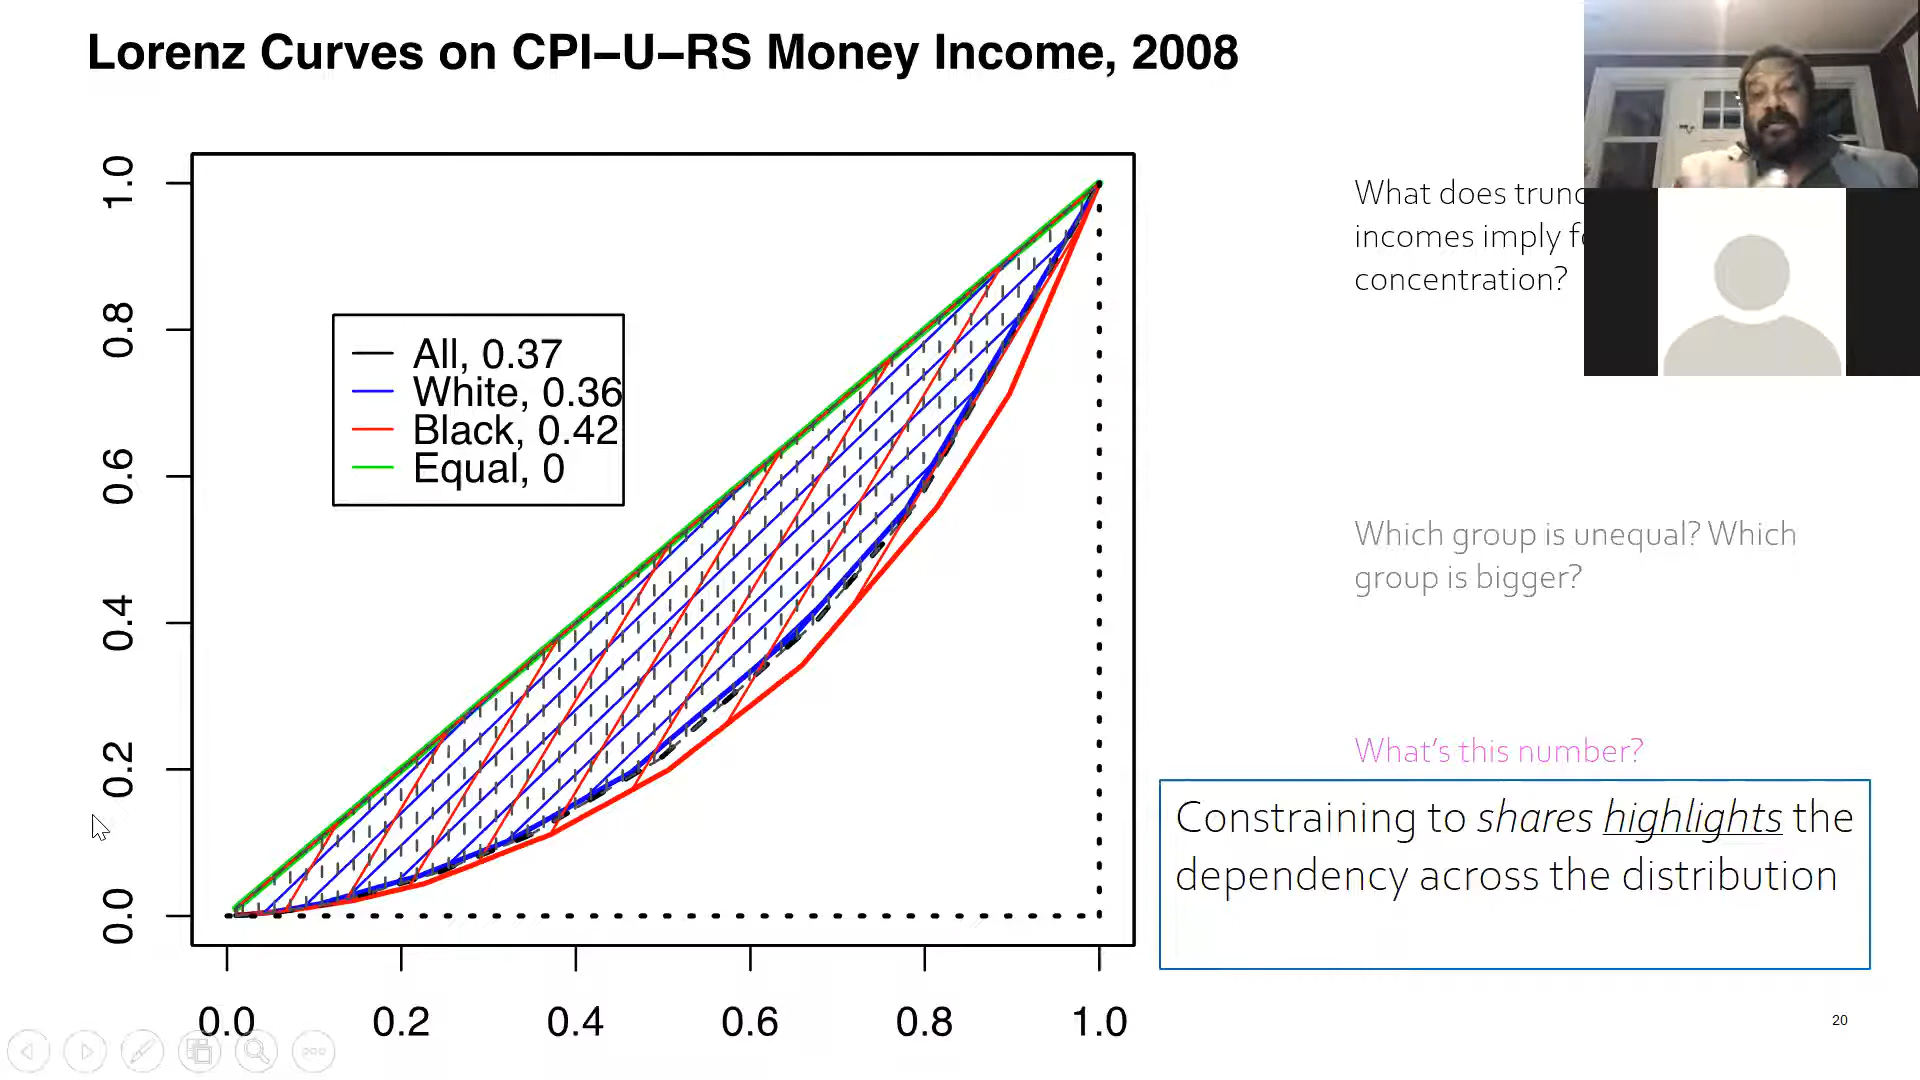 Lorenz Curves on CPI–U–RS Money Income, 2008
1.0
0.8
0.6
0.4
0.2
0.0
All, 0.37
White, 0.36
Black, 0.42
Equal, 0
0.0 0.2 0.4 0.6 0.8 1.0
What does
incomes imply
concentration?
Which group is unequal? Which
group is bigger?
What's this number?
Constraining to shares highlights the
dependency across the distribution
20